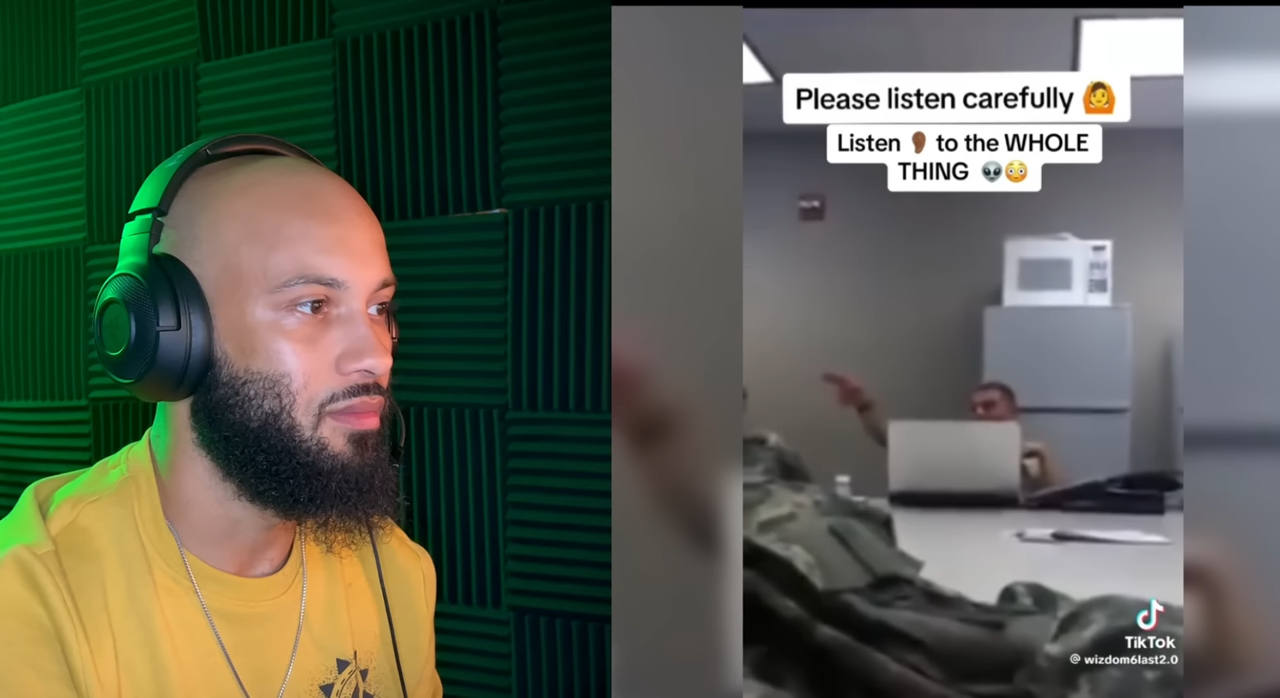 Please listen carefully 🙆
Listen 👂🏾 to the WHOLE
THING 👽😳
TikTok
@ wizdom6last2.0